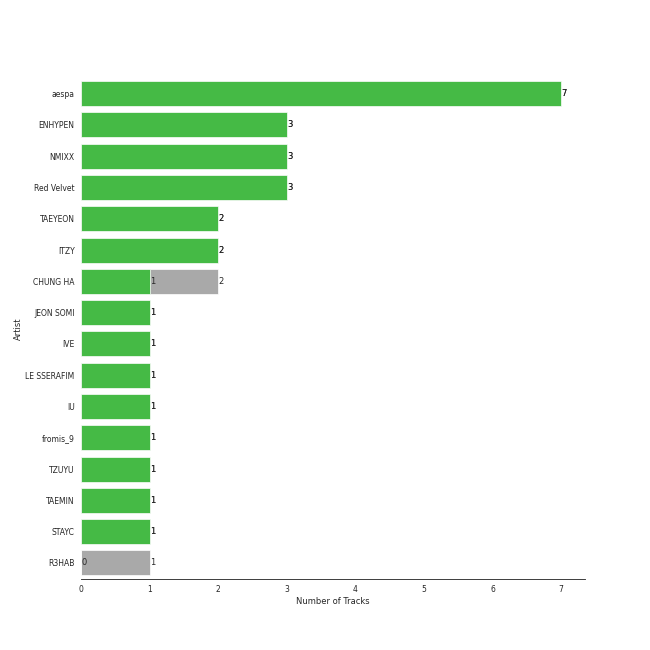 aespa 7
ENHYPEN 3
NMIXX 3
Red Velvet 3
TAEYEON 2
ITZY 2
CHUNG HA 1 2
JEON SOMI 1
IVE 1
LE SSERAFIM 1
IU 1
fromis_9 1
TZUYU 1
TAEMIN 1
STAYC 1
R3HAB 0 1
0 1 2 3 4 5 6 7
Number of Tracks
Artist